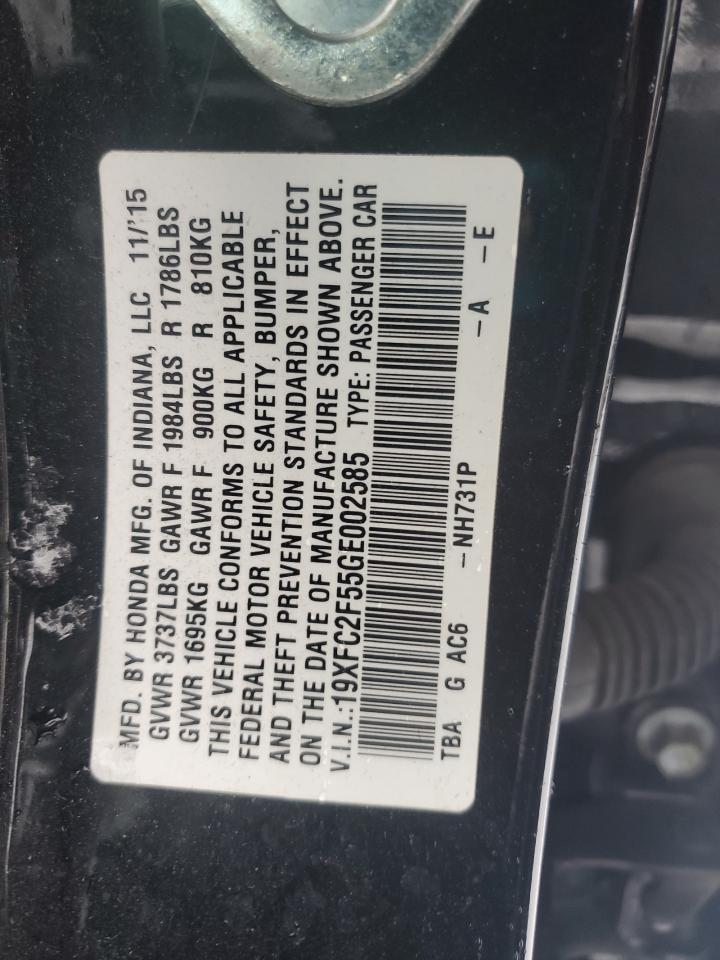 MFD. BY HONDA MFG. OF INDIANA, LLC 11/'15
GVWR 3737LBS GAWR F 1984LBS R 1786LBS
GVWR 1695KG GAWR F 900KG R 810KG
THIS VEHICLE CONFORMS TO ALL APPLICABLE
FEDERAL MOTOR VEHICLE SAFETY, BUMPER,
AND THEFT PREVENTION STANDARDS IN EFFECT
ON THE DATE OF MANUFACTURE SHOWN ABOVE.
V.I.N.:19XFC2F55GE002585 TYPE: PASSENGER CAR
TBA G AC6 -NH731P -A -E